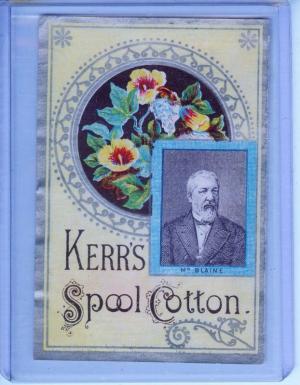 Mr BLAINE
KERR'S
Spool Cotton.